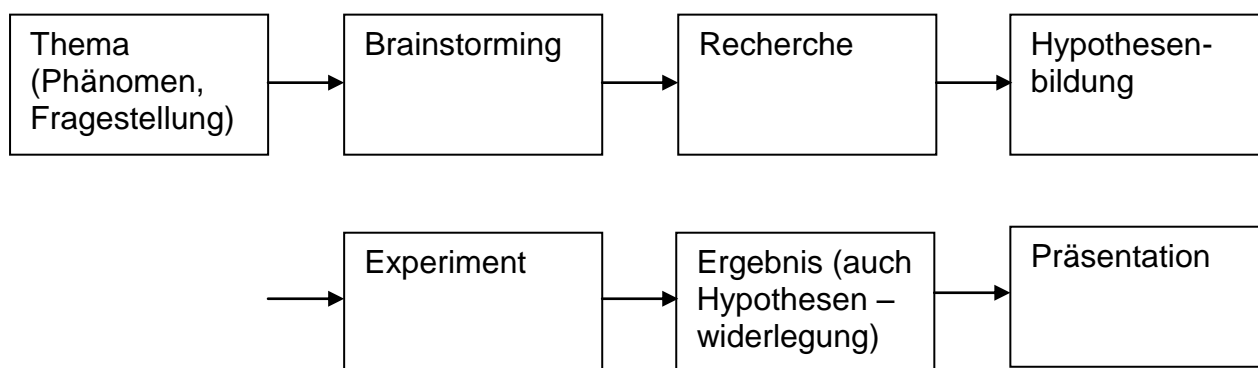 Thema
(Phänomen,
Fragestellung)
Brainstorming
Recherche
Hypothesen-
bildung
Experiment
Ergebnis (auch
Hypothesen –
widerlegung)
Präsentation